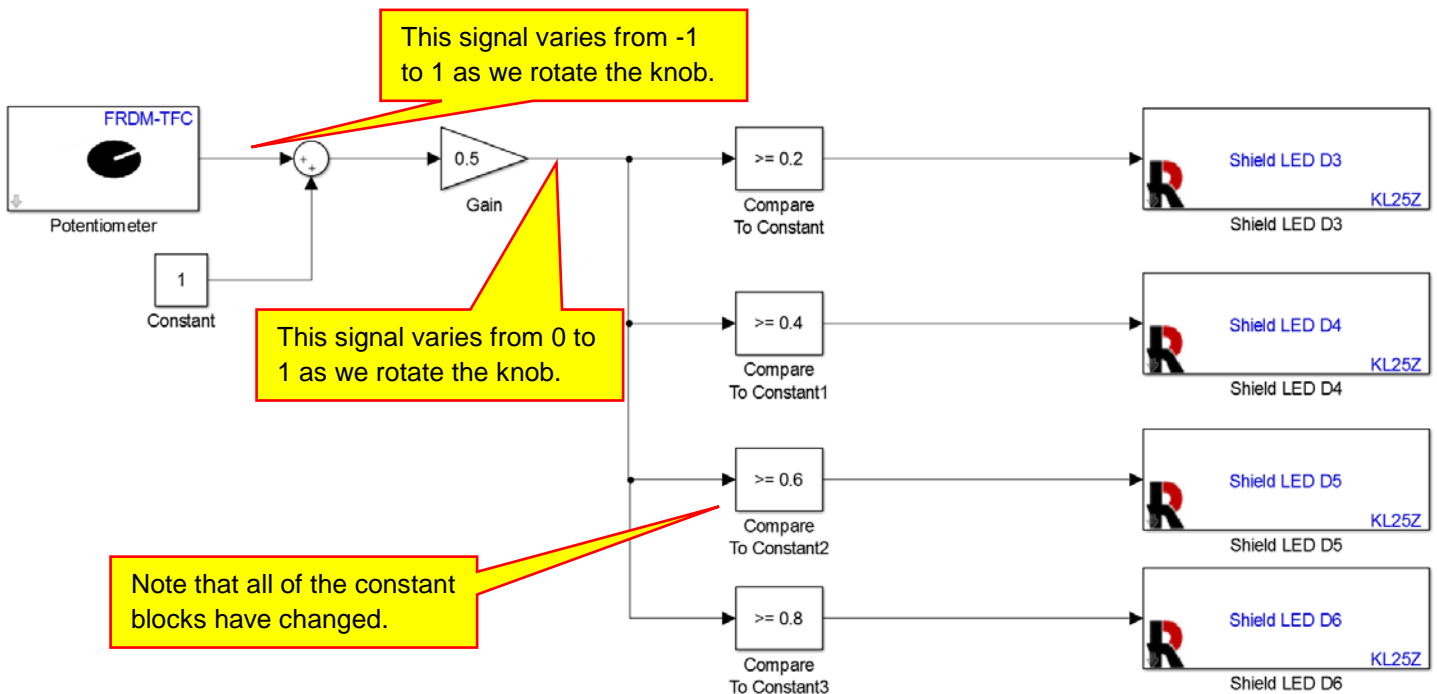 This signal varies from -1
to 1 as we rotate the knob.
FRDM-TFC
Potentiometer
1
Constant
+
+
0.5
Gain
This signal varies from 0 to
1 as we rotate the knob.
>= 0.2
Compare
To Constant
Shield LED D3
KL25Z
Shield LED D3
>= 0.4
Compare
To Constant1
Shield LED D4
KL25Z
Shield LED D4
>= 0.6
Compare
To Constant2
Shield LED D5
KL25Z
Shield LED D5
Note that all of the constant
blocks have changed.
>= 0.8
Compare
To Constant3
Shield LED D6
KL25Z
Shield LED D6